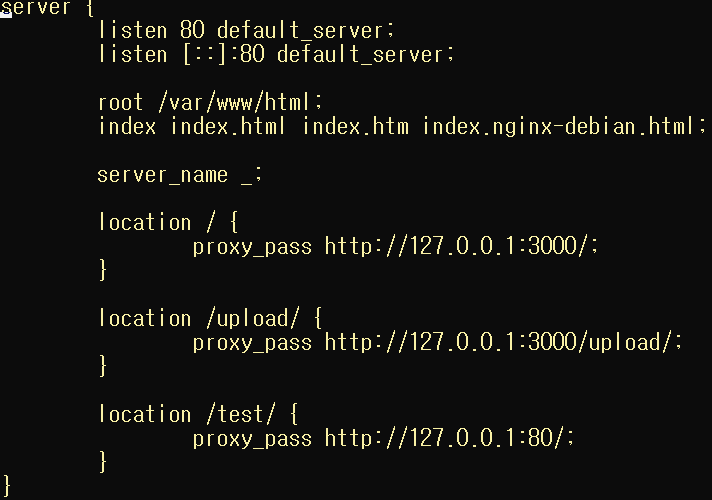 server {
        listen 80 default_server;
        listen [::]:80 default_server;

        root /var/www/html;
        index index.html index.htm index.nginx-debian.html;

        server_name _;

        location / {
                proxy_pass http://127.0.0.1:3000/;
        }

        location /upload/ {
                proxy_pass http://127.0.0.1:3000/upload/;
        }

        location /test/ {
                proxy_pass http://127.0.0.1:80/;
        }
}